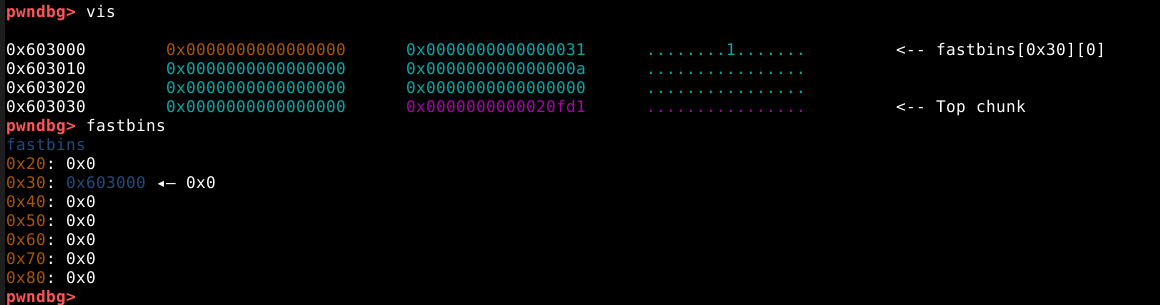 pwndbg> vis
0x603000 0x0000000000000000 0x0000000000000031 ........1....... <-- fastbins[0x30][0]
0x603010 0x0000000000000000 0x000000000000000a ................
0x603020 0x0000000000000000 0x0000000000000000 ................
0x603030 0x0000000000000000 0x0000000000020fd1 ................ <-- Top chunk
pwndbg> fastbins
fastbins
0x20: 0x0
0x30: 0x603000 ◂— 0x0
0x40: 0x0
0x50: 0x0
0x60: 0x0
0x70: 0x0
0x80: 0x0
pwndbg>